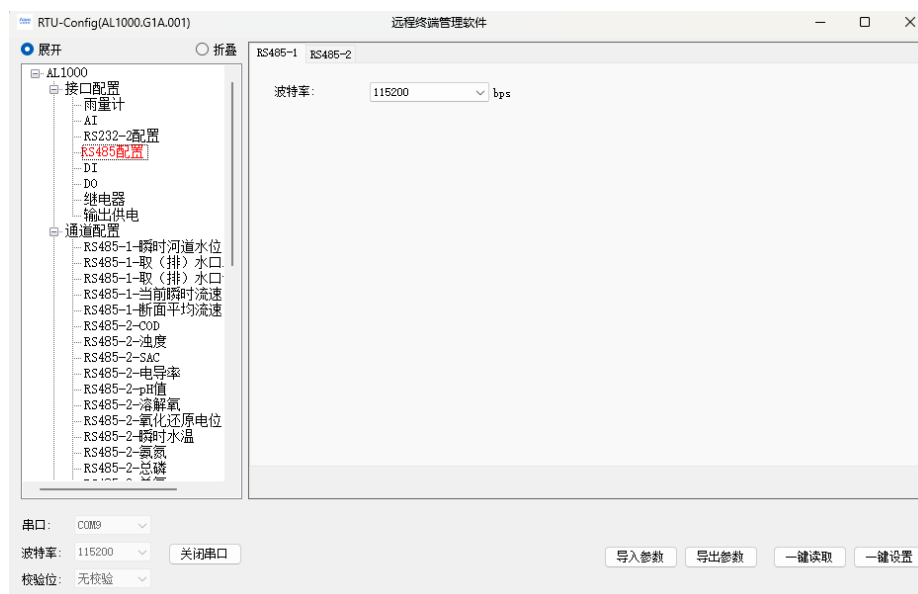 RTU-Config(AL1000.G1A.001)
远程终端管理软件
展开
折叠
AL1000
接口配置
雨量计
AI
RS232-2配置
RS485配置
DI
DO
继电器
输出供电
通道配置
RS485-1-瞬时河道水位
RS485-1-取（排）水口
RS485-1-取（排）水口
RS485-1-当前瞬时流速
RS485-1-断面平均流速
RS485-2-COD
RS485-2-浊度
RS485-2-SAC
RS485-2-电导率
RS485-2-pH值
RS485-2-溶解氧
RS485-2-氧化还原电位
RS485-2-瞬时水温
RS485-2-氨氮
RS485-2-总磷
RS485-1 RS485-2
波特率: 115200 bps
串口: COM9
波特率: 115200 关闭串口
校验位: 无校验
导入参数 导出参数 一键读取 一键设置